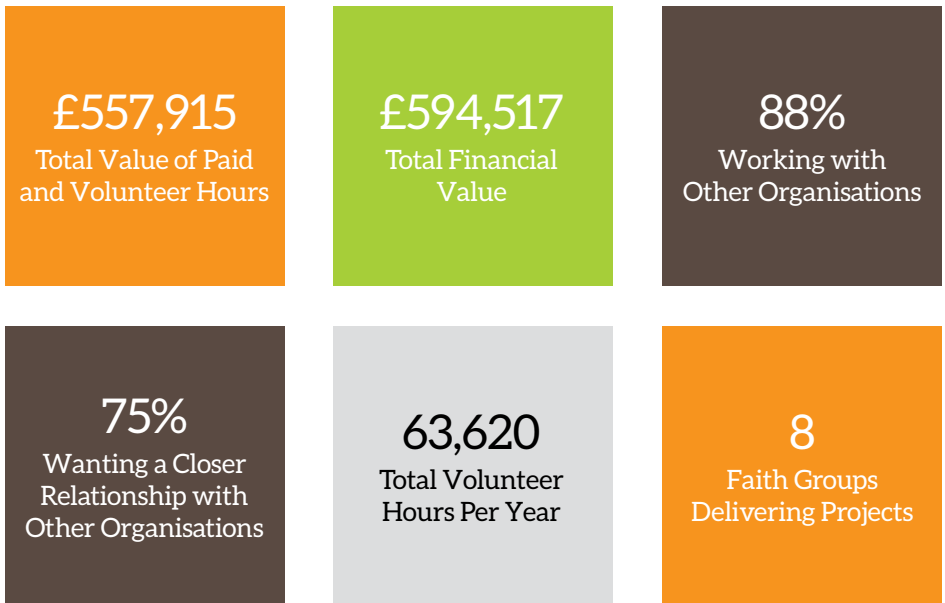 £557,915
Total Value of Paid
and Volunteer Hours
£594,517
Total Financial
Value
88%
Working with
Other Organisations
75%
Wanting a Closer
Relationship with
Other Organisations
63,620
Total Volunteer
Hours Per Year
8
Faith Groups
Delivering Projects